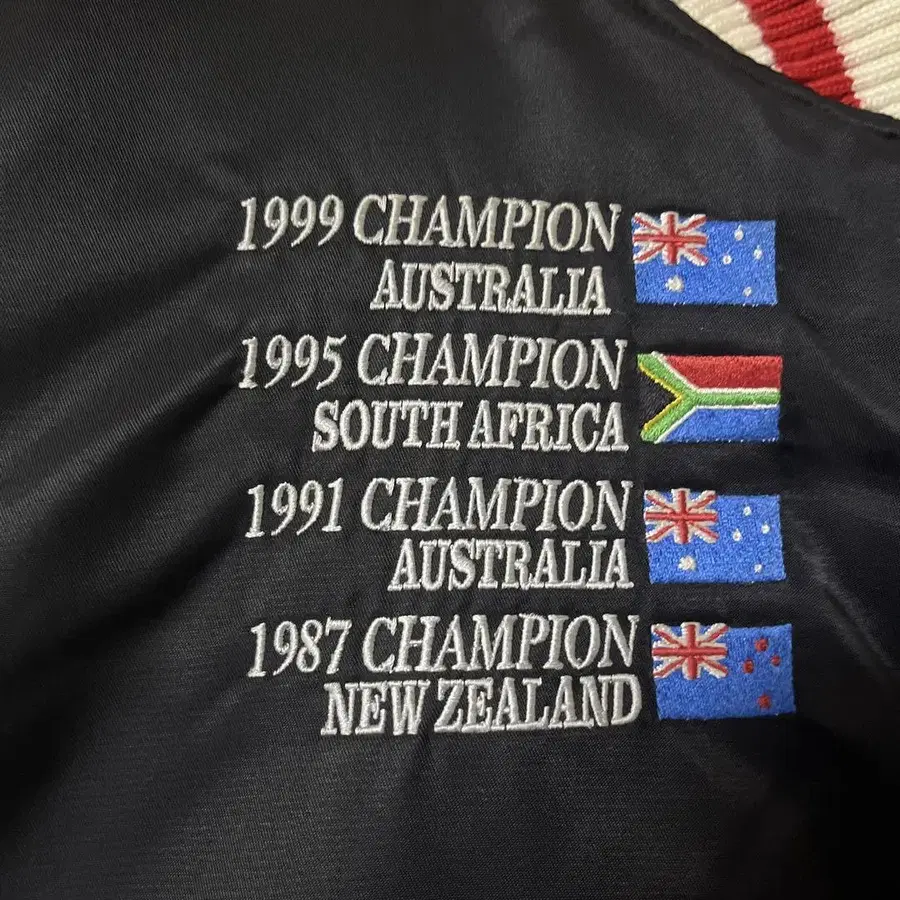 1999 CHAMPION
AUSTRALIA
1995 CHAMPION
SOUTH AFRICA
1991 CHAMPION
AUSTRALIA
1987 CHAMPION
NEW ZEALAND